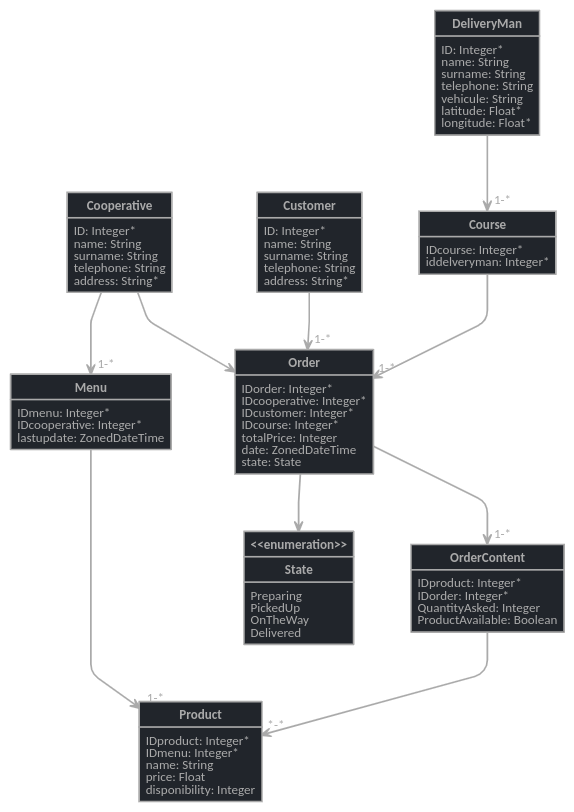 DeliveryMan
ID: Integer*
name: String
surname: String
telephone: String
vehicule: String
latitude: Float*
longitude: Float*
1-*
Cooperative
ID: Integer*
name: String
surname: String
telephone: String
address: String*
Customer
ID: Integer*
name: String
surname: String
telephone: String
address: String*
Course
IDcourse: Integer*
iddelveryman: Integer*
1-*
1-*
1-*
Menu
IDmenu: Integer*
IDcooperative: Integer*
lastupdate: ZonedDateTime
Order
IDorder: Integer*
IDcooperative: Integer*
IDcustomer: Integer*
IDcourse: Integer*
totalPrice: Integer
date: ZonedDateTime
state: State
1-*
<<enumeration>>
State
Preparing
PickedUp
OnTheWay
Delivered
1-*
OrderContent
IDproduct: Integer*
IDorder: Integer*
QuantityAsked: Integer
ProductAvailable: Boolean
1-*
*-*
Product
IDproduct: Integer*
IDmenu: Integer*
name: String
price: Float
disponibility: Integer